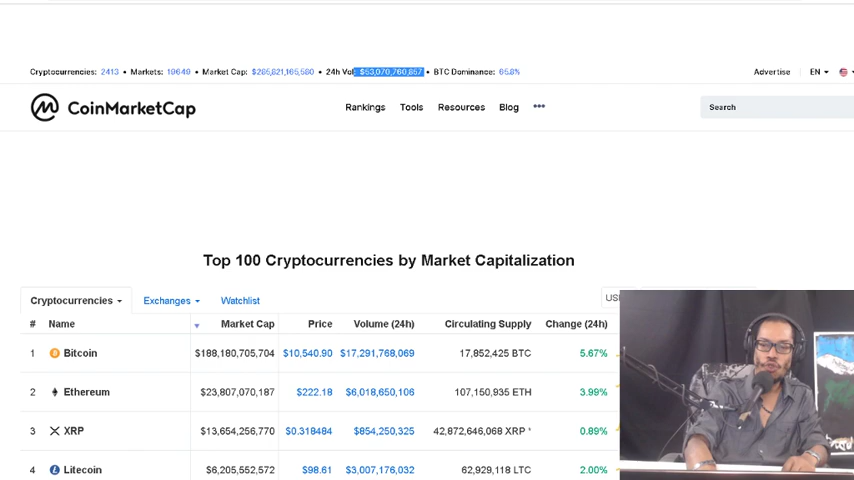 Cryptocurrencies: 2413 • Markets: 19649 • Market Cap: $285,821,165,580 • 24h Vol: $53,070,760,857 • BTC Dominance: 65.8%
Advertise EN
CoinMarketCap
Rankings Tools Resources Blog •••
Search
Top 100 Cryptocurrencies by Market Capitalization
Cryptocurrencies Exchanges Watchlist
# Name Market Cap Price Volume (24h) Circulating Supply Change (24h)
1 Bitcoin $188,180,705,704 $10,540.90 $17,291,768,069 17,852,425 BTC 5.67%
2 Ethereum $23,807,070,187 $222.18 $6,018,650,106 107,150,935 ETH 3.99%
3 XRP $13,654,256,770 $0.318484 $854,250,325 42,872,646,068 XRP * 0.89%
4 Litecoin $6,205,552,572 $98.61 $3,007,176,032 62,929,118 LTC 2.00%